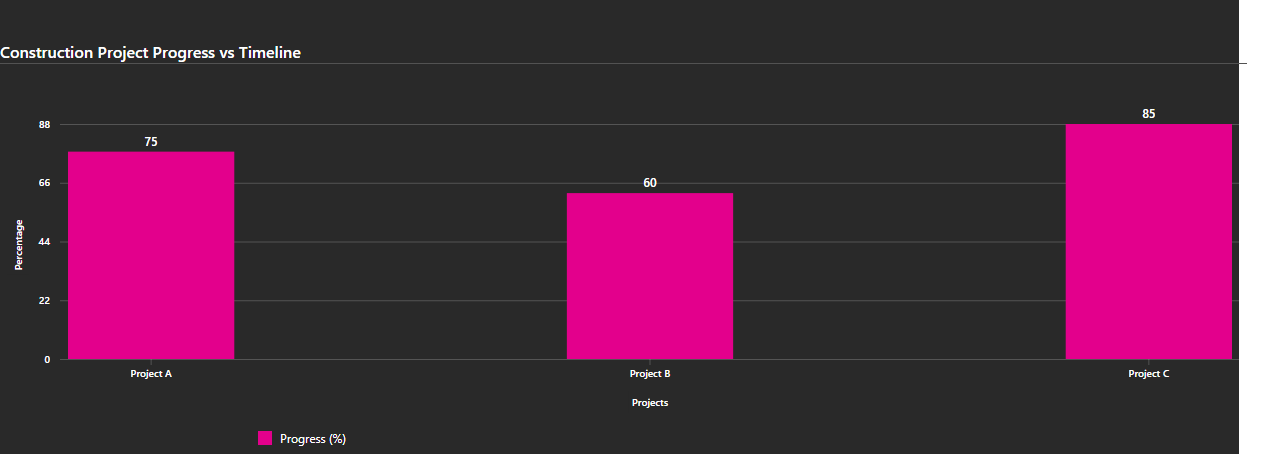 Construction Project Progress vs Timeline
85
88
75
66
60
44
Percentage
22
0
Project A
Project B
Project C
Projects
Progress (%)